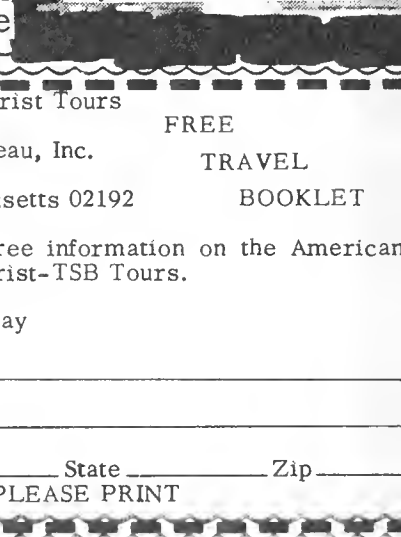 e
rist Tours
FREE
eau, Inc.
TRAVEL
setts 02192
BOOKLET
ree information on the American
rist-TSB Tours.
ay
State Zip
PLEASE PRINT